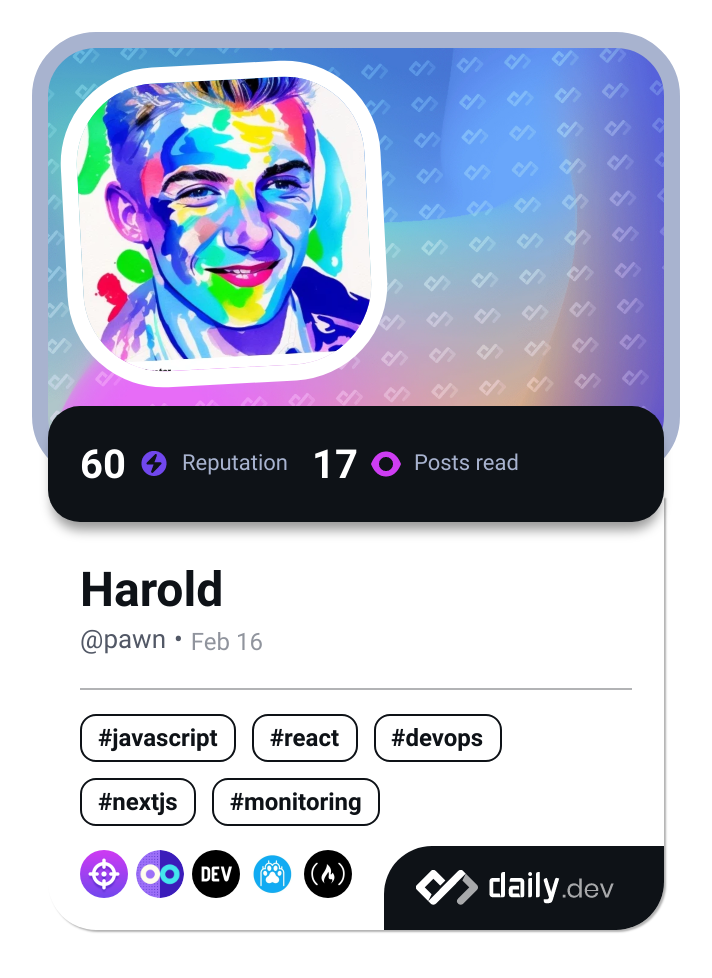 60 Reputation 17 Posts read
Harold
@pawn • Feb 16
#javascript #react #devops
#nextjs #monitoring
DEV
daily.dev